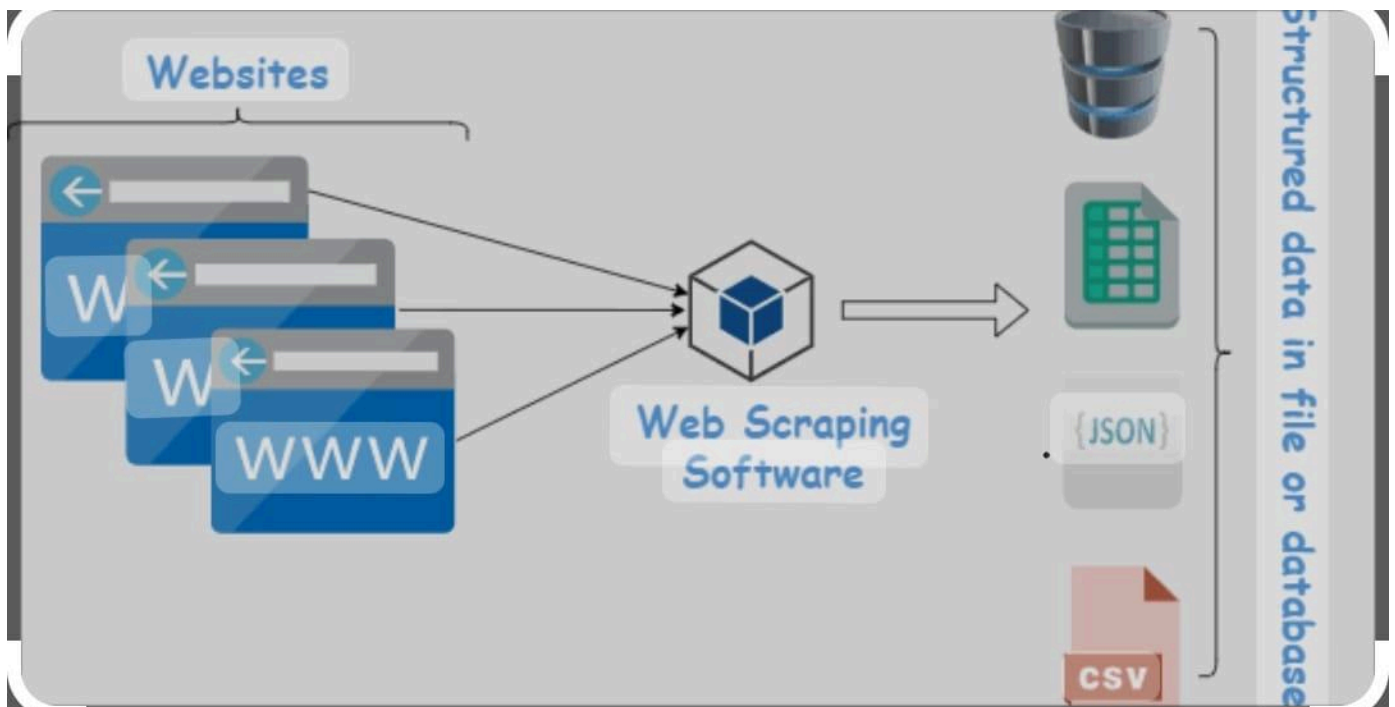 Websites
W
W
WWW
Web Scraping
Software
{JSON}
CSV
Structured data in file or database